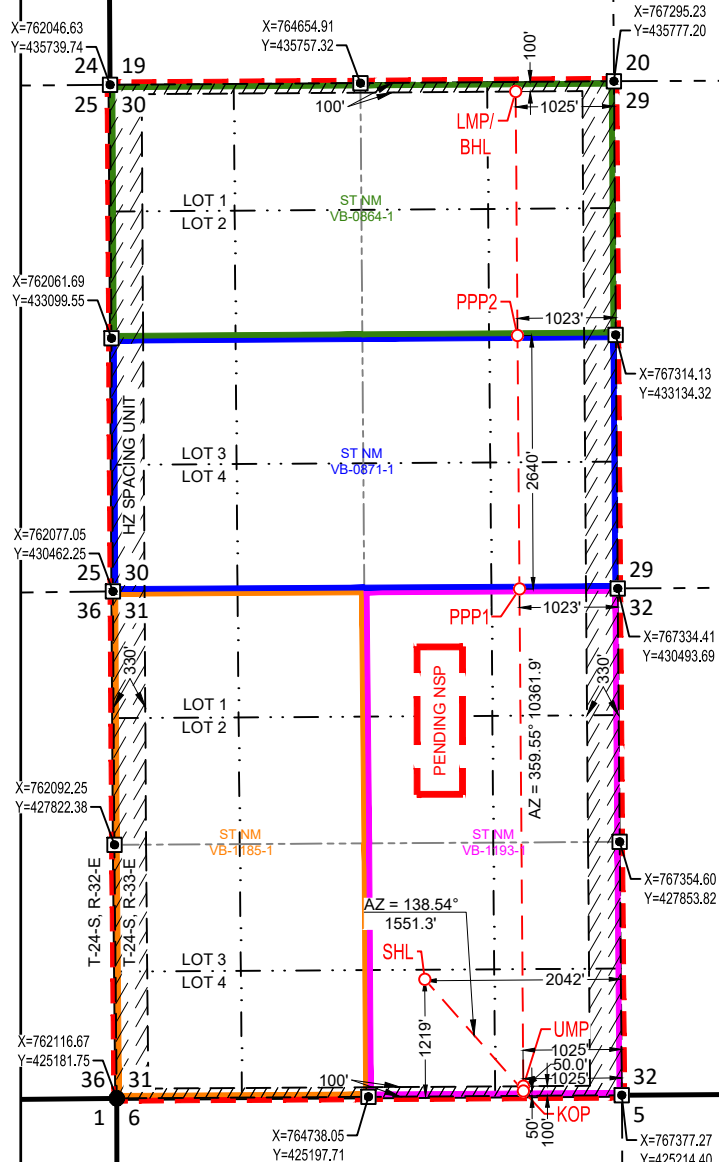 X=762046.63
Y=435739.74
X=764654.91
Y=435757.32
X=767295.23
Y=435777.20
24 19
25 30
20
29
100'
100'
1025'
LMP/
BHL
LOT 1
LOT 2
ST NM
VB-0864-1
X=762061.69
Y=433099.55
PPP2
1023'
X=767314.13
Y=433134.32
HZ SPACING UNIT
LOT 3
LOT 4
ST NM
VB-0871-1
2640'
X=762077.05
Y=430462.25
25 30
36 31
29
32
PPP1
1023'
X=767334.41
Y=430493.69
330'
330'
LOT 1
LOT 2
PENDING NSP
AZ = 359.55° 10361.9'
X=762092.25
Y=427822.38
ST NM
VB-1185-1
ST NM
VB-1193-1
X=767354.60
Y=427853.82
T-24-S, R-32-E
T-24-S, R-33-E
AZ = 138.54°
1551.3'
SHL
LOT 3
LOT 4
2042'
1219'
UMP
X=762116.67
Y=425181.75
1025'
50.0'
1025'
36 31
1 6
32
5
100'
KOP
50'
100'
X=764738.05
Y=425197.71
X=767377.27
Y=425214.40